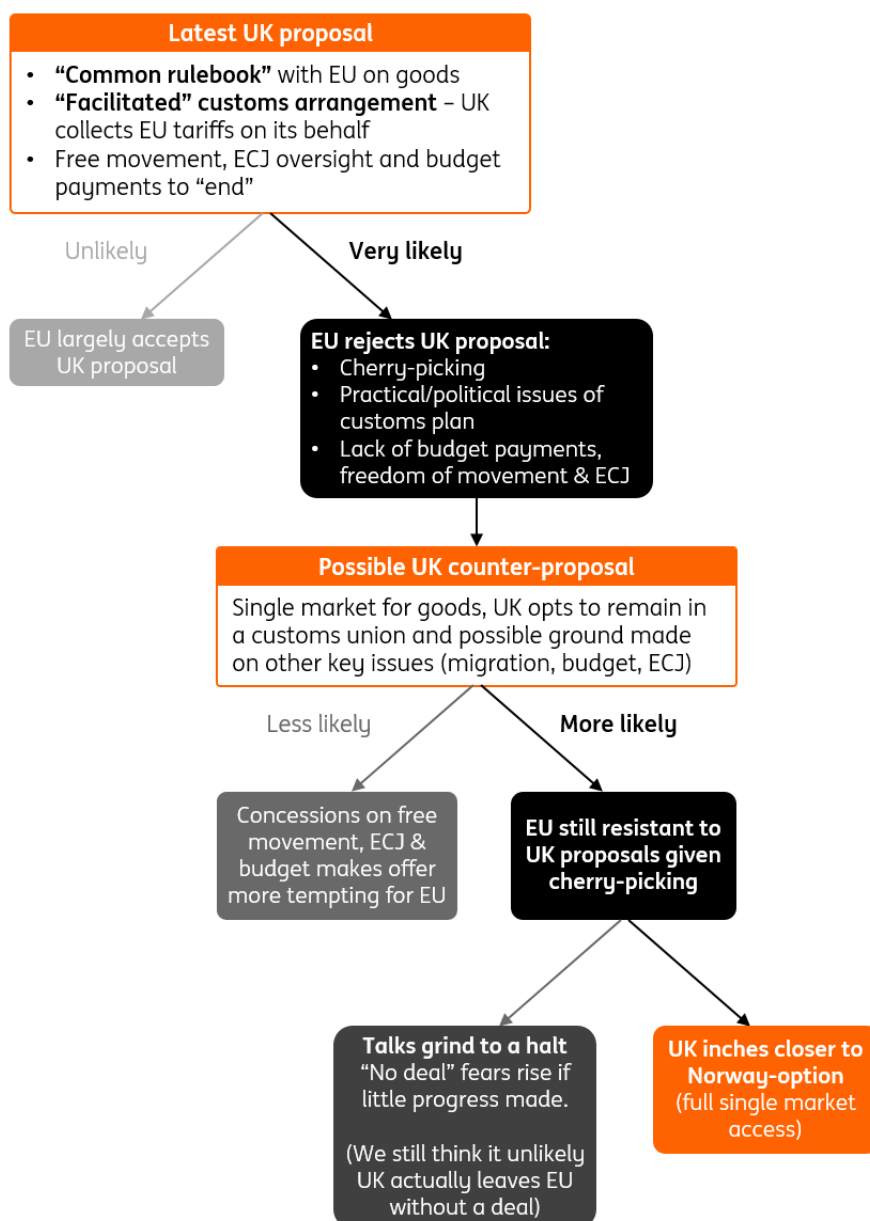 Latest UK proposal
• “Common rulebook” with EU on goods
• “Facilitated” customs arrangement – UK
collects EU tariffs on its behalf
• Free movement, ECJ oversight and budget
payments to “end”
Unlikely
Very likely
EU largely accepts
UK proposal
EU rejects UK proposal:
• Cherry-picking
• Practical/political issues of
customs plan
• Lack of budget payments,
freedom of movement & ECJ
Possible UK counter-proposal
Single market for goods, UK opts to remain in
a customs union and possible ground made
on other key issues (migration, budget, ECJ)
Less likely
More likely
Concessions on free
movement, ECJ &
budget makes offer
more tempting for EU
EU still resistant to
UK proposals given
cherry-picking
Talks grind to a halt
“No deal” fears rise if
little progress made.
(We still think it unlikely
UK actually leaves EU
without a deal)
UK inches closer to
Norway-option
(full single market
access)